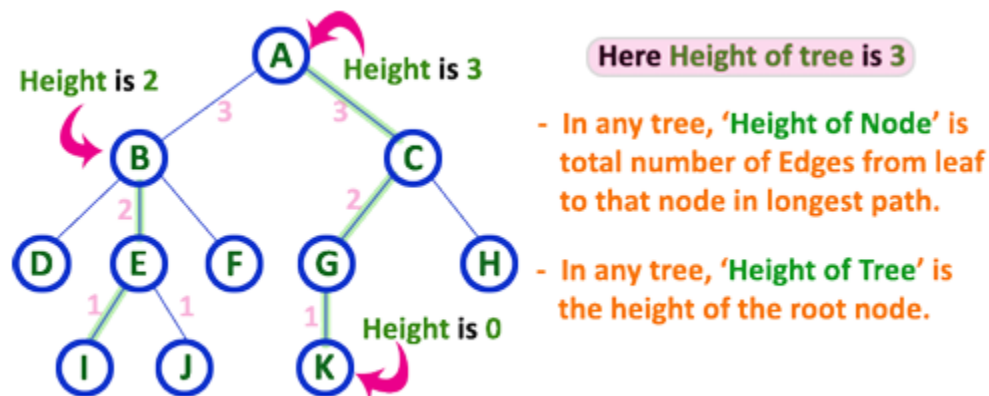 A
Height is 3
Here Height of tree is 3
Height is 2
3
3
- In any tree, ‘Height of Node’ is
total number of Edges from leaf
to that node in longest path.
B
C
2
2
D
E
F
G
H
- In any tree, ‘Height of Tree’ is
the height of the root node.
1
1
1
Height is 0
I
J
K